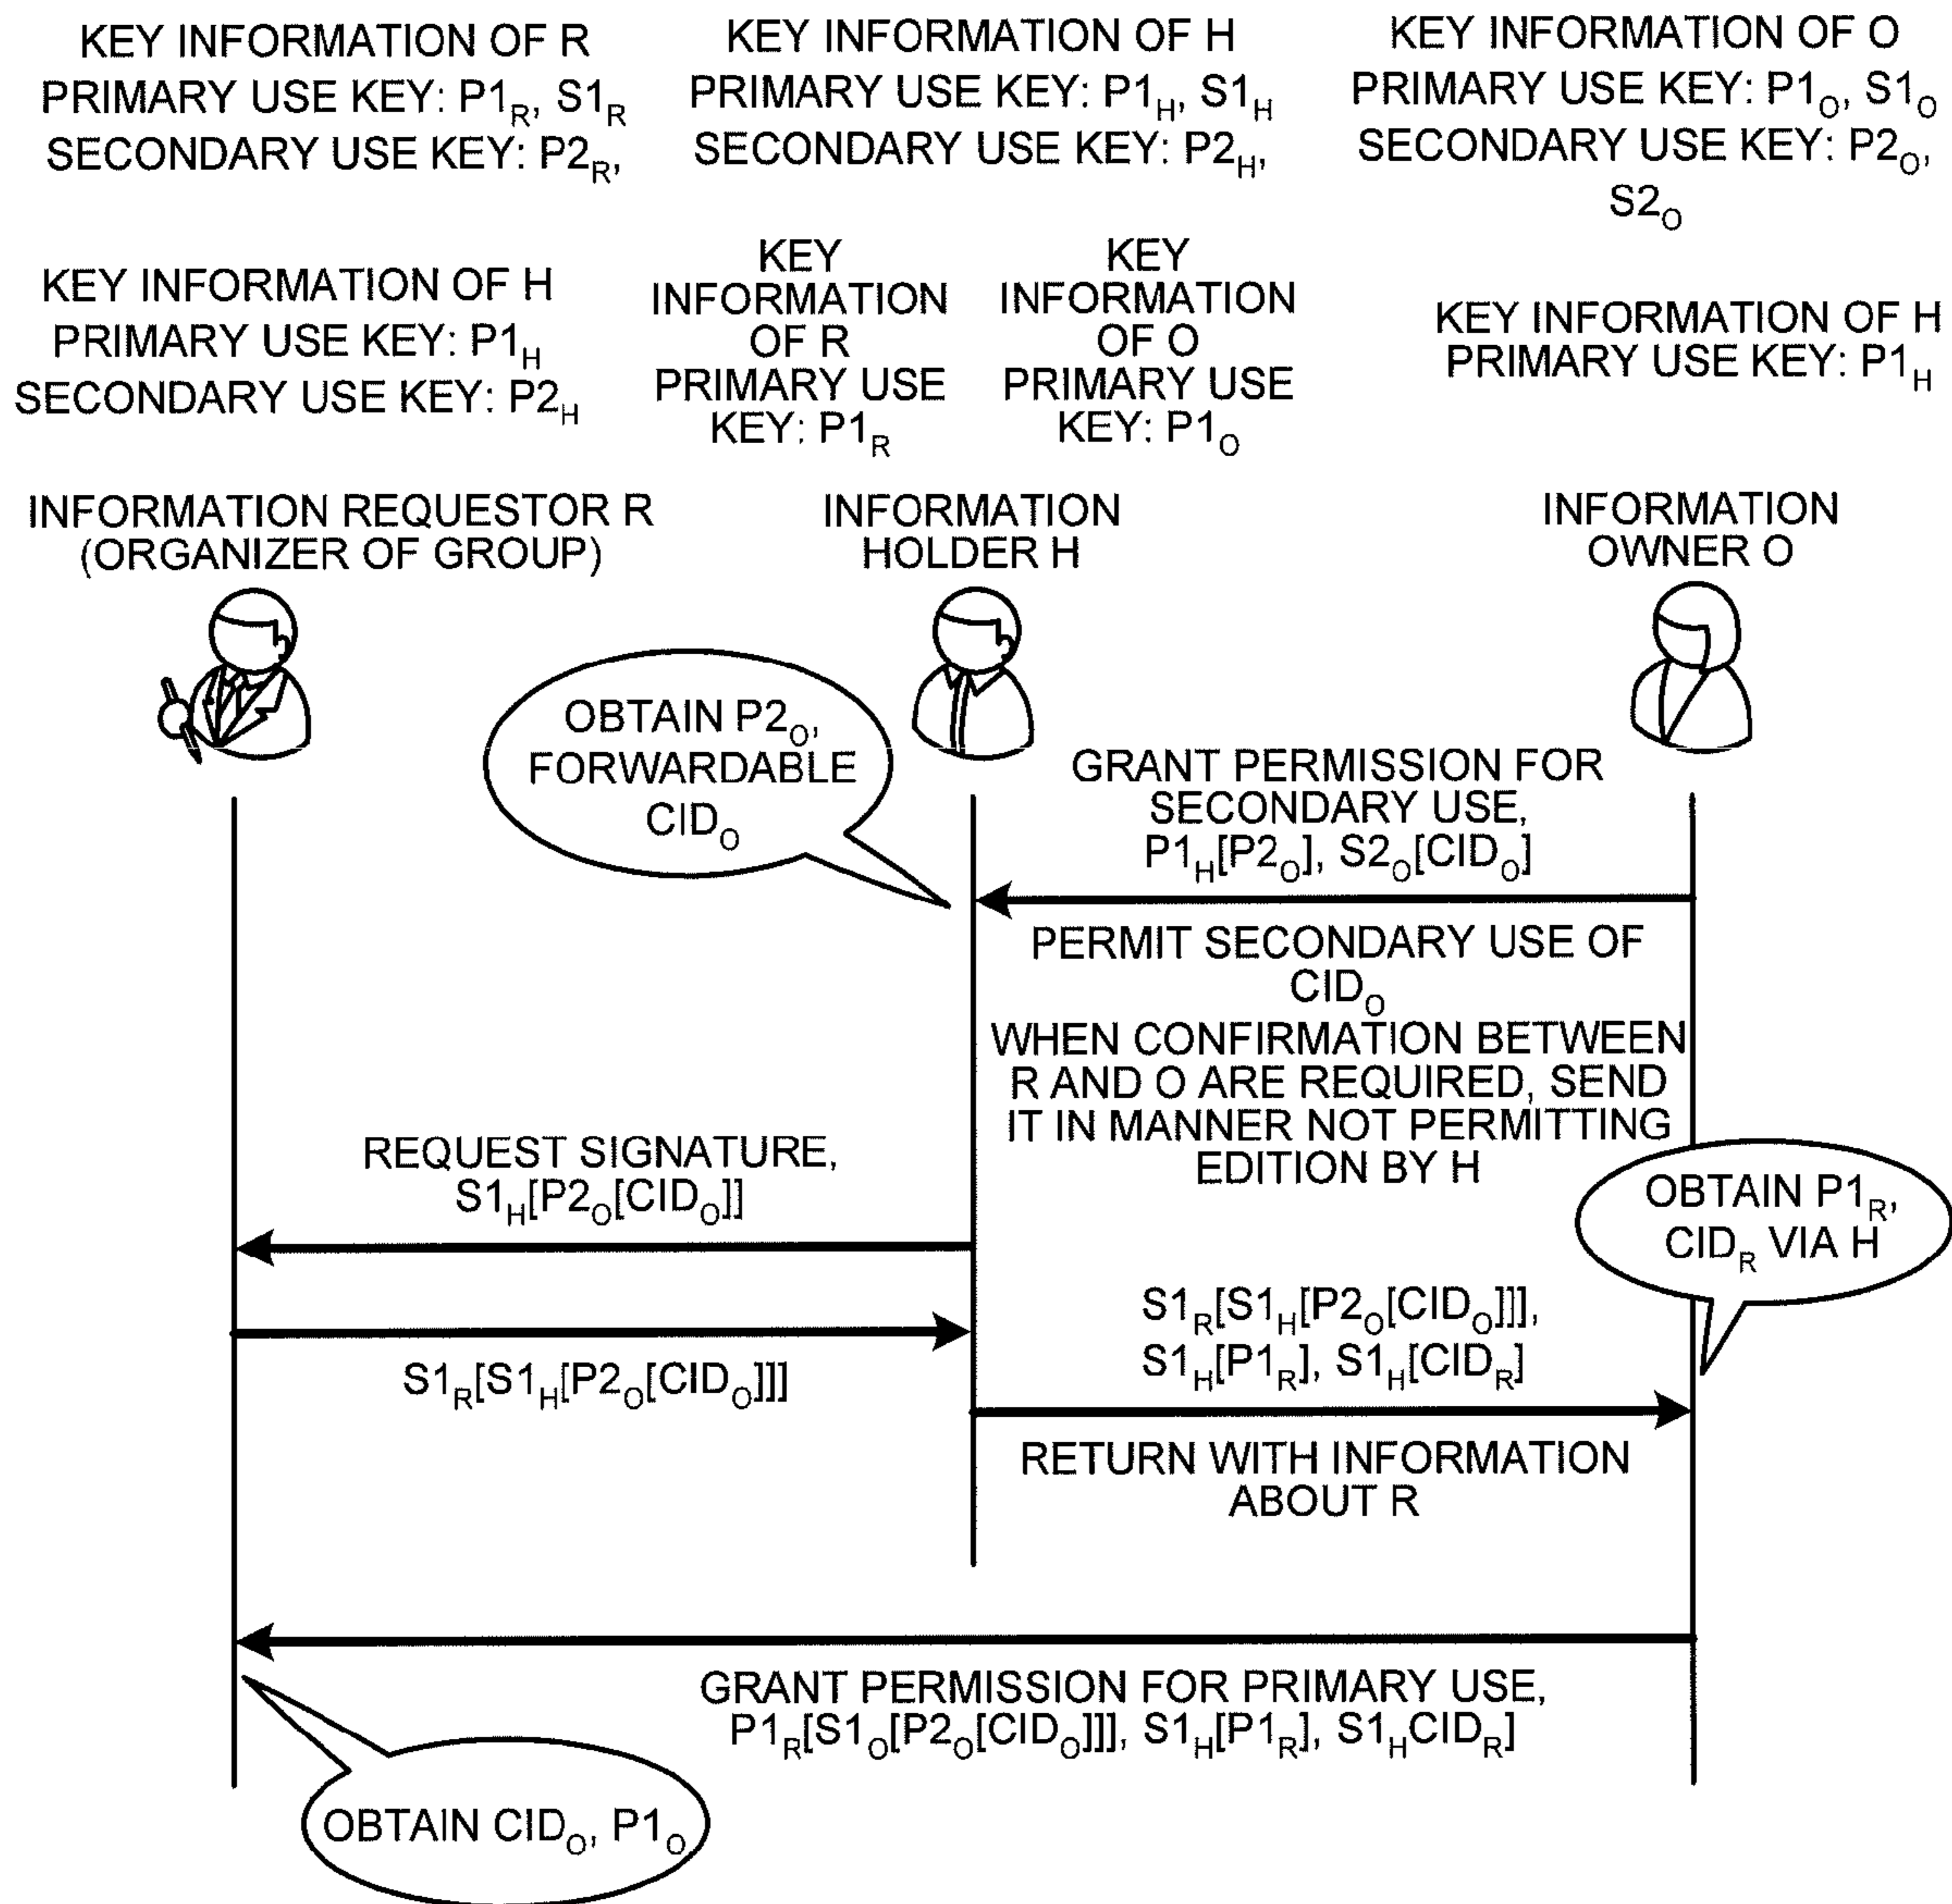 KEY INFORMATION OF R
PRIMARY USE KEY: P1R, S1R
SECONDARY USE KEY: P2R,
KEY INFORMATION OF H
PRIMARY USE KEY: P1H, S1H
SECONDARY USE KEY: P2H,
KEY INFORMATION OF O
PRIMARY USE KEY: P1O, S1O
SECONDARY USE KEY: P2O,
S2O
KEY INFORMATION OF H
PRIMARY USE KEY: P1H
SECONDARY USE KEY: P2H
KEY
INFORMATION
OF R
PRIMARY USE
KEY: P1R
KEY
INFORMATION
OF O
PRIMARY USE
KEY: P1O
KEY INFORMATION OF H
PRIMARY USE KEY: P1H
INFORMATION REQUESTOR R
(ORGANIZER OF GROUP)
INFORMATION
HOLDER H
INFORMATION
OWNER O
OBTAIN P2O,
FORWARDABLE
CIDO
GRANT PERMISSION FOR
SECONDARY USE,
P1H[P2O], S2O[CIDO]
PERMIT SECONDARY USE OF
CIDO
WHEN CONFIRMATION BETWEEN
R AND O ARE REQUIRED, SEND
IT IN MANNER NOT PERMITTING
EDITION BY H
REQUEST SIGNATURE,
S1H[P2O[CIDO]]
OBTAIN P1R,
CIDR VIA H
S1R[S1H[P2O[CIDO]]]
S1R[S1H[P2O[CIDO]]],
S1H[P1R], S1H[CIDR]
RETURN WITH INFORMATION
ABOUT R
GRANT PERMISSION FOR PRIMARY USE,
P1R[S1O[P2O[CIDO]]], S1H[P1R], S1HCIDR]
OBTAIN CIDO, P1O